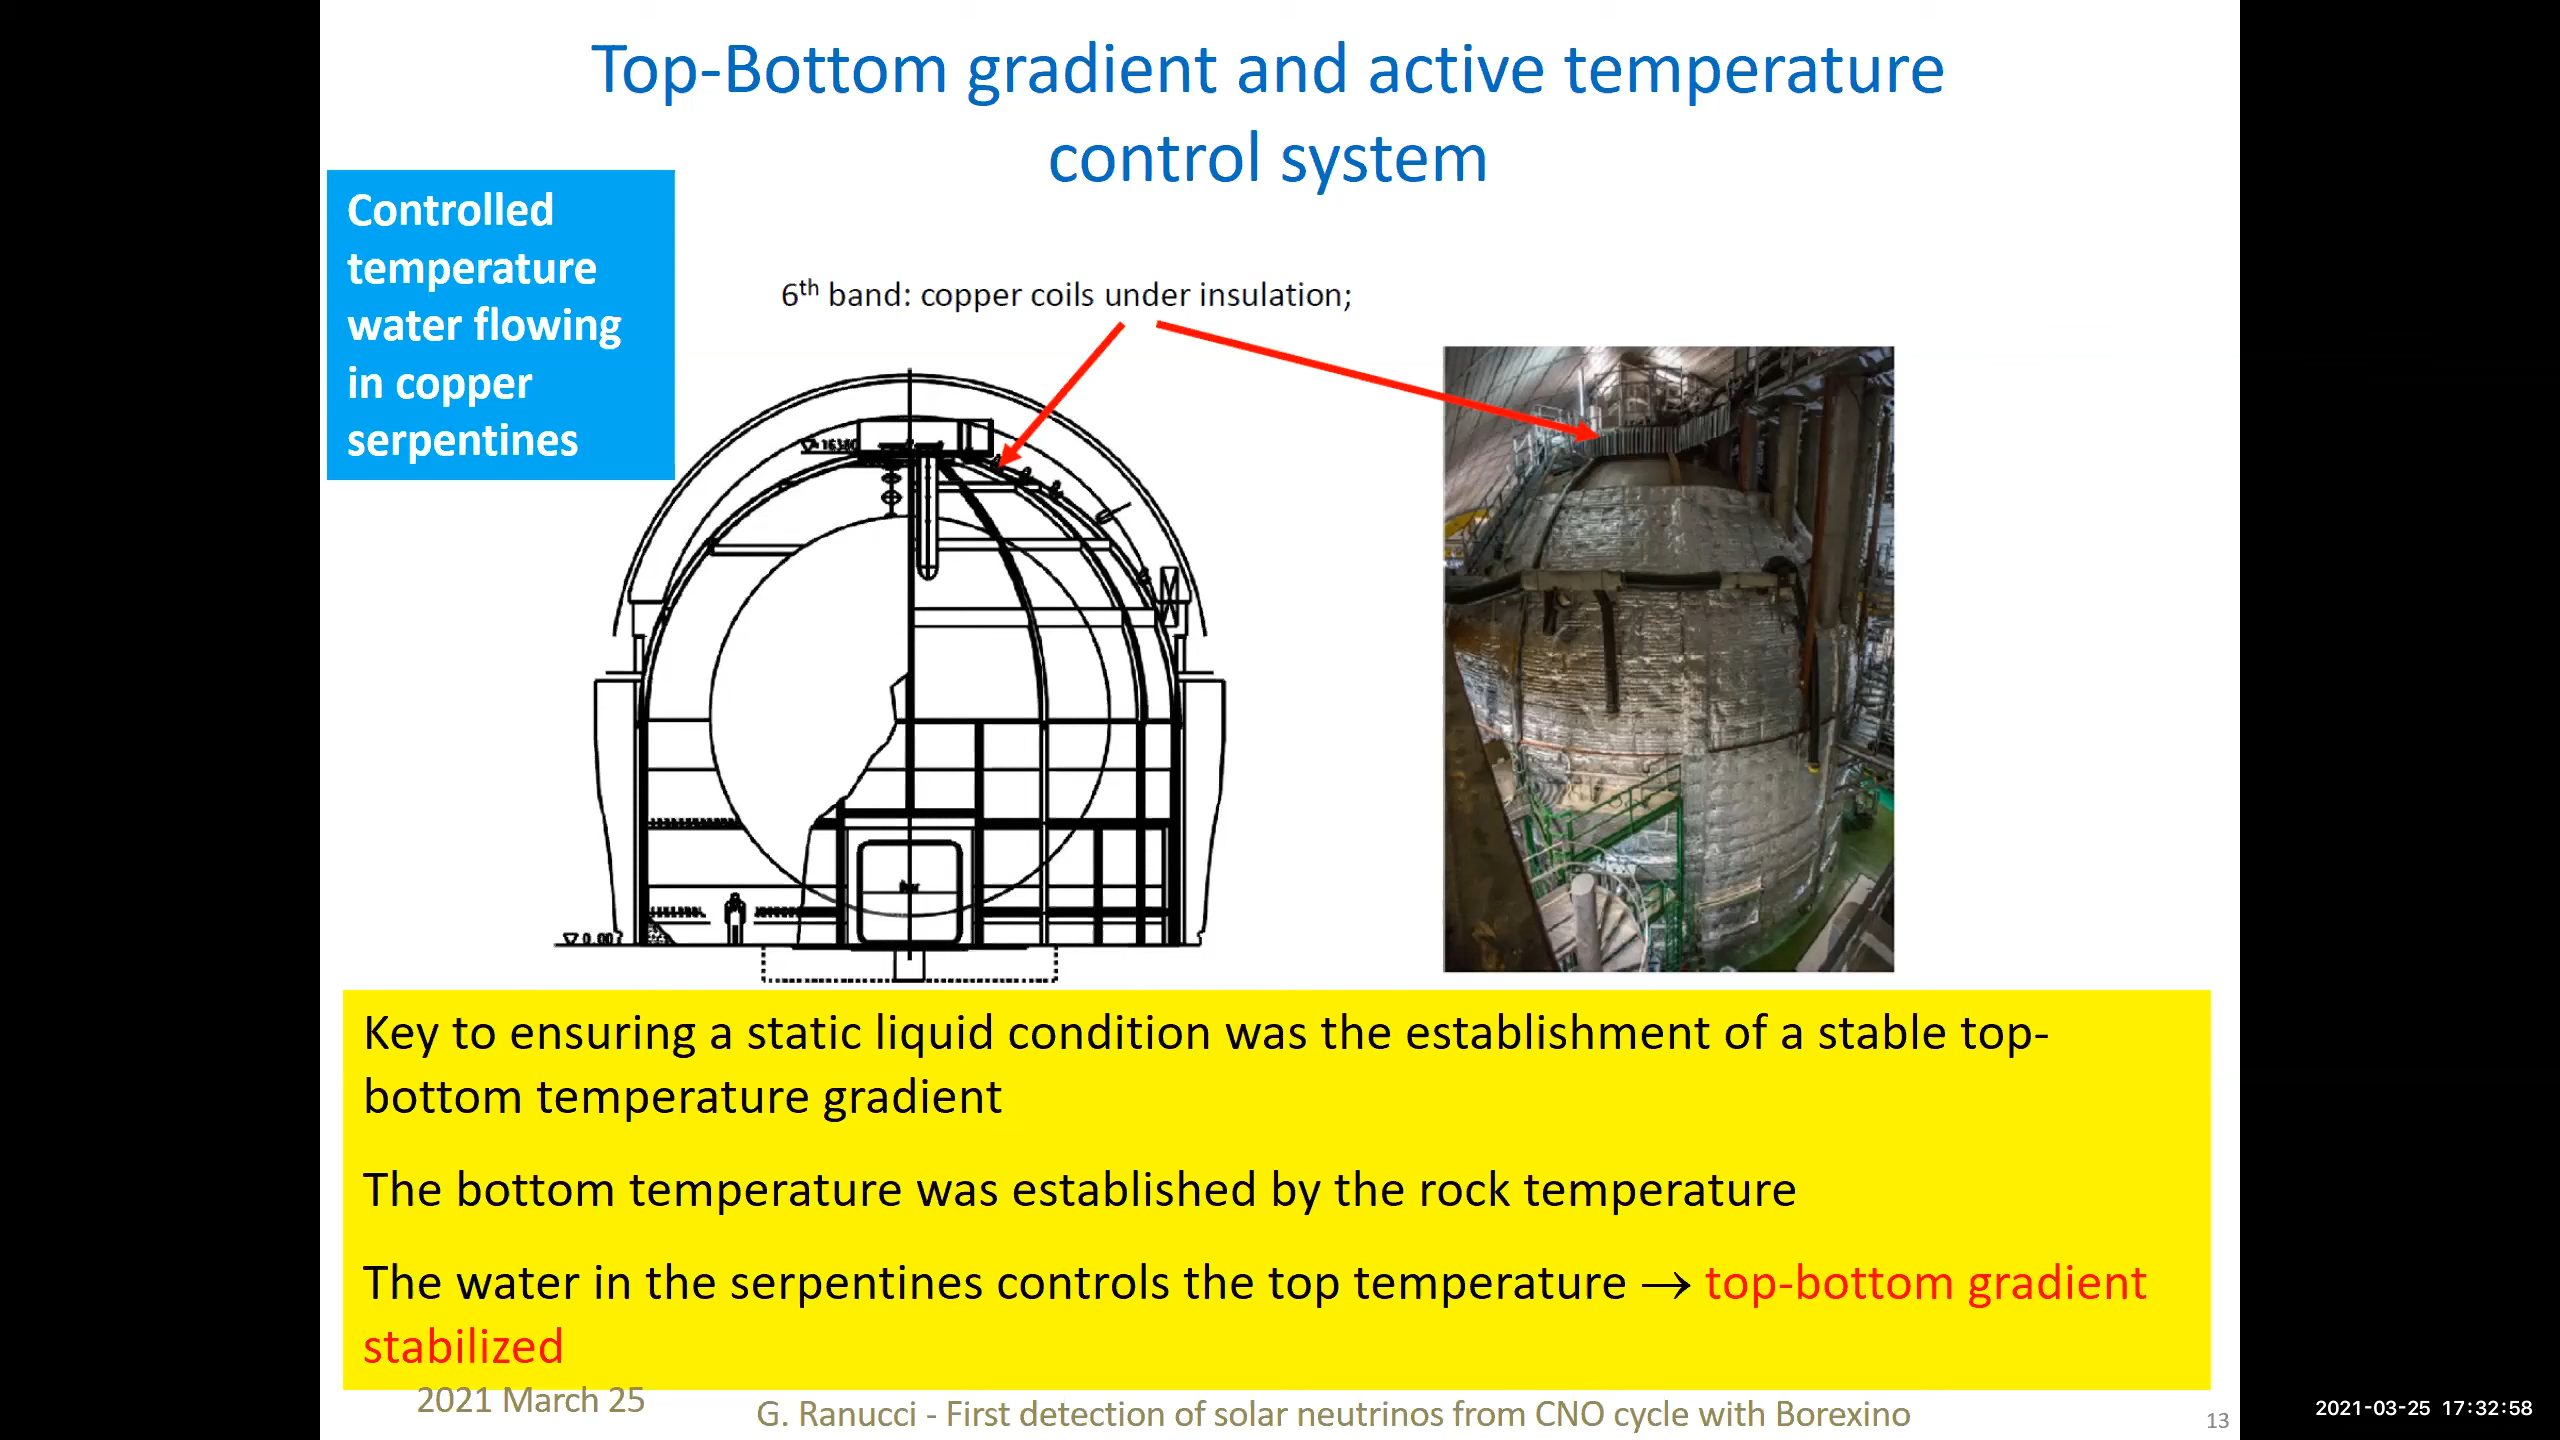 Top-Bottom gradient and active temperature
control system
Controlled
temperature
water flowing
in copper
serpentines
6th band: copper coils under insulation;
0.00
Key to ensuring a static liquid condition was the establishment of a stable top-
bottom temperature gradient
The bottom temperature was established by the rock temperature
The water in the serpentines controls the top temperature → top-bottom gradient
stabilized
2021 March 25
G. Ranucci - First detection of solar neutrinos from CNO cycle with Borexino
13
2021-03-25 17:32:58